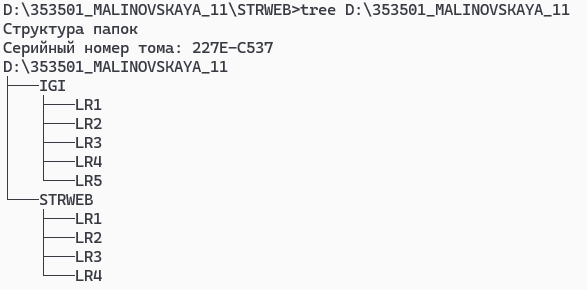 D:\353501_MALINOVSKAYA_11\STRWEB>tree D:\353501_MALINOVSKAYA_11
Структура папок
Серийный номер тома: 227E-C537
D:\353501_MALINOVSKAYA_11
├───IGI
│   ├───LR1
│   ├───LR2
│   ├───LR3
│   ├───LR4
│   └───LR5
└───STRWEB
    ├───LR1
    ├───LR2
    ├───LR3
    └───LR4